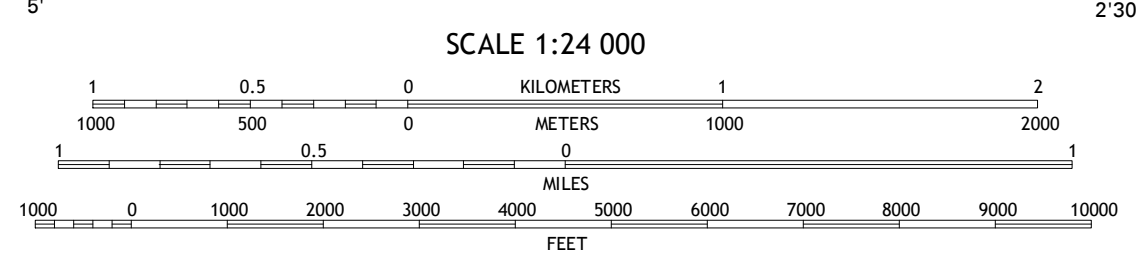 5' 2'30
SCALE 1:24 000
1 0.5 0 KILOMETERS 1 2
1000 500 0 METERS 1000 2000
1 0.5 0 1
MILES
1000 0 1000 2000 3000 4000 5000 6000 7000 8000 9000 10000
FEET